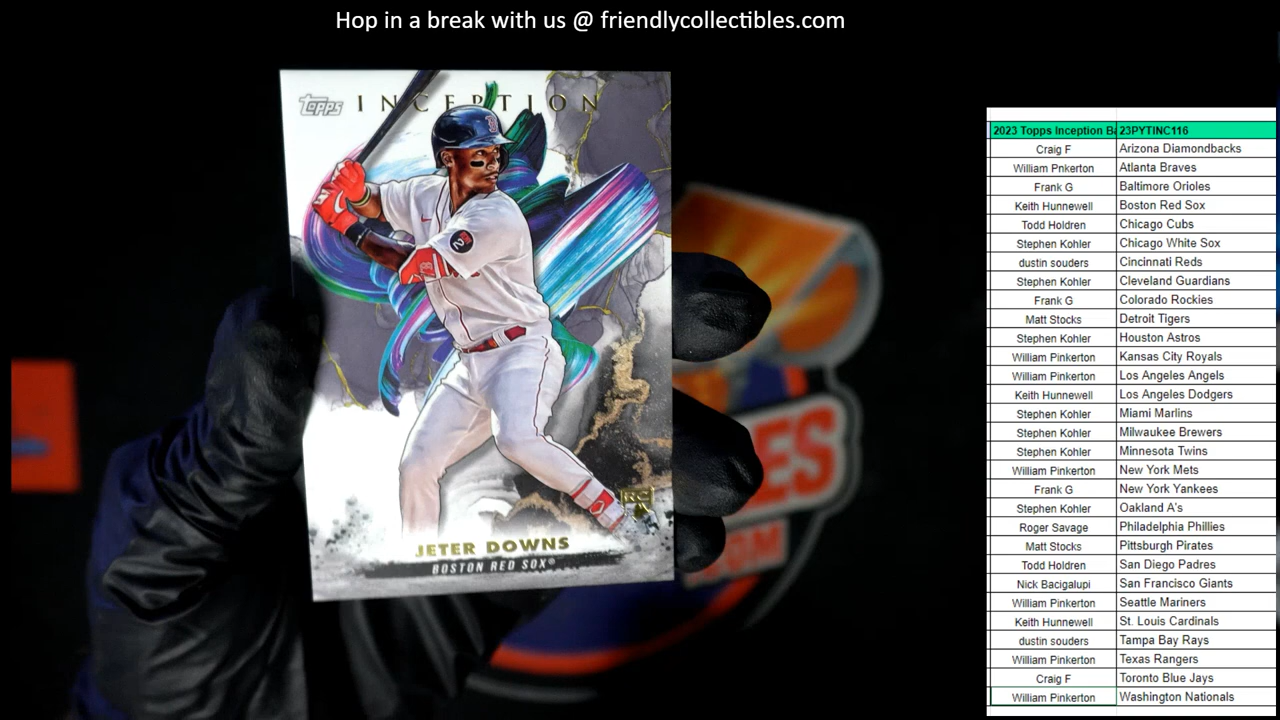 Hop in a break with us @ friendlycollectibles.com
topps INCEPTION
B
2
RC
JETER DOWNS
BOSTON RED SOX®
ES
.COM
2023 Topps Inception Ba 23PYTINC116
Craig F Arizona Diamondbacks
William Pnkerton Atlanta Braves
Frank G Baltimore Orioles
Keith Hunnewell Boston Red Sox
Todd Holdren Chicago Cubs
Stephen Kohler Chicago White Sox
dustin souders Cincinnati Reds
Stephen Kohler Cleveland Guardians
Frank G Colorado Rockies
Matt Stocks Detroit Tigers
Stephen Kohler Houston Astros
William Pinkerton Kansas City Royals
William Pinkerton Los Angeles Angels
Keith Hunnewell Los Angeles Dodgers
Stephen Kohler Miami Marlins
Stephen Kohler Milwaukee Brewers
Stephen Kohler Minnesota Twins
William Pinkerton New York Mets
Frank G New York Yankees
Stephen Kohler Oakland A's
Roger Savage Philadelphia Phillies
Matt Stocks Pittsburgh Pirates
Todd Holdren San Diego Padres
Nick Bacigalupi San Francisco Giants
William Pinkerton Seattle Mariners
Keith Hunnewell St. Louis Cardinals
dustin souders Tampa Bay Rays
William Pinkerton Texas Rangers
Craig F Toronto Blue Jays
William Pinkerton Washington Nationals